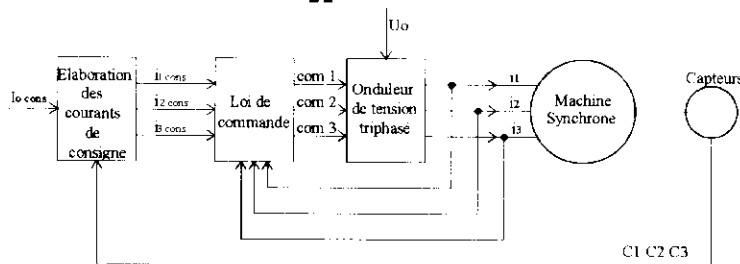 Uo
Io cons
Elaboration
des
courants
de
consigne
i1 cons
i2 cons
i3 cons
Loi de
commande
com 1
com 2
com 3
Onduleur
de tension
triphasé
i1
i2
i3
Machine
Synchrone
Capteurs
C1 C2 C3